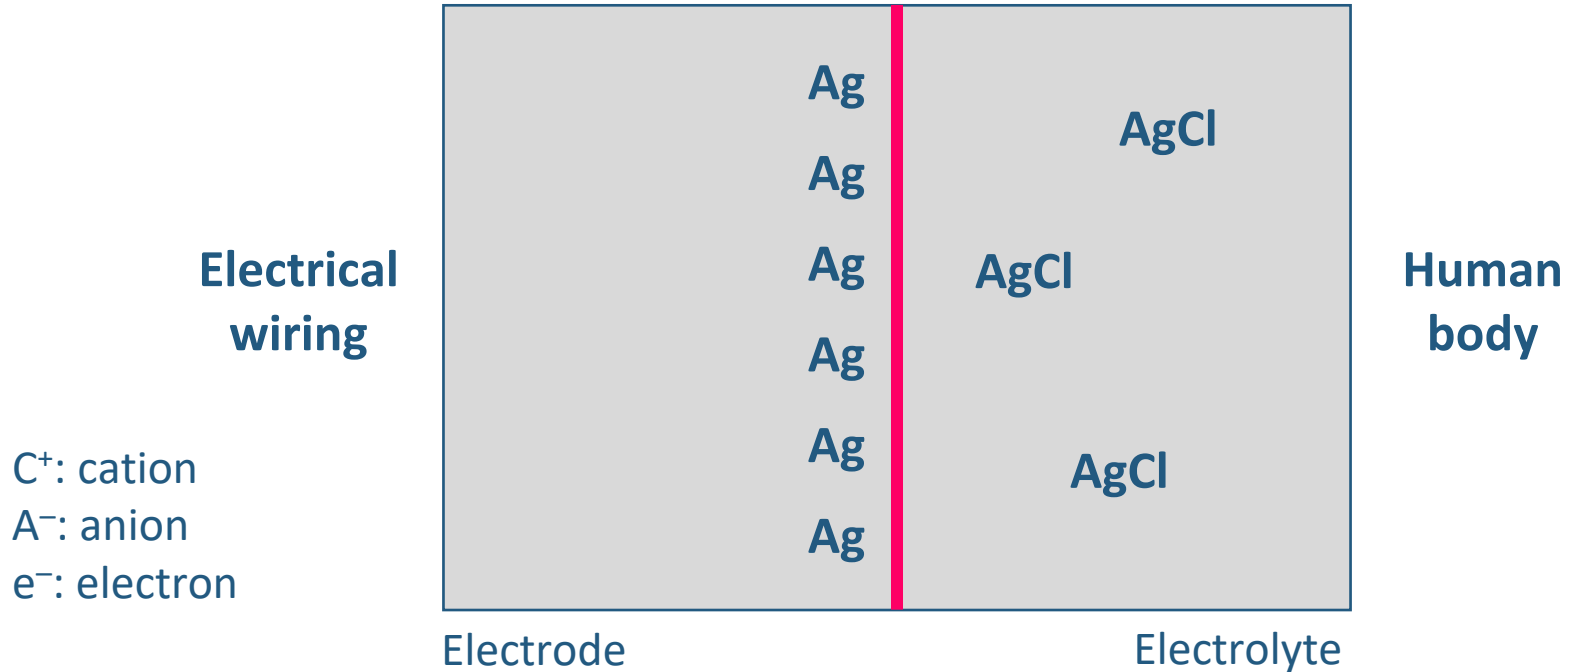 Ag
AgCl
Ag
Electrical
wiring
Ag
AgCl
Human
body
Ag
Ag
AgCl
Ag
C⁺: cation
A⁻: anion
e⁻: electron
Electrode
Electrolyte